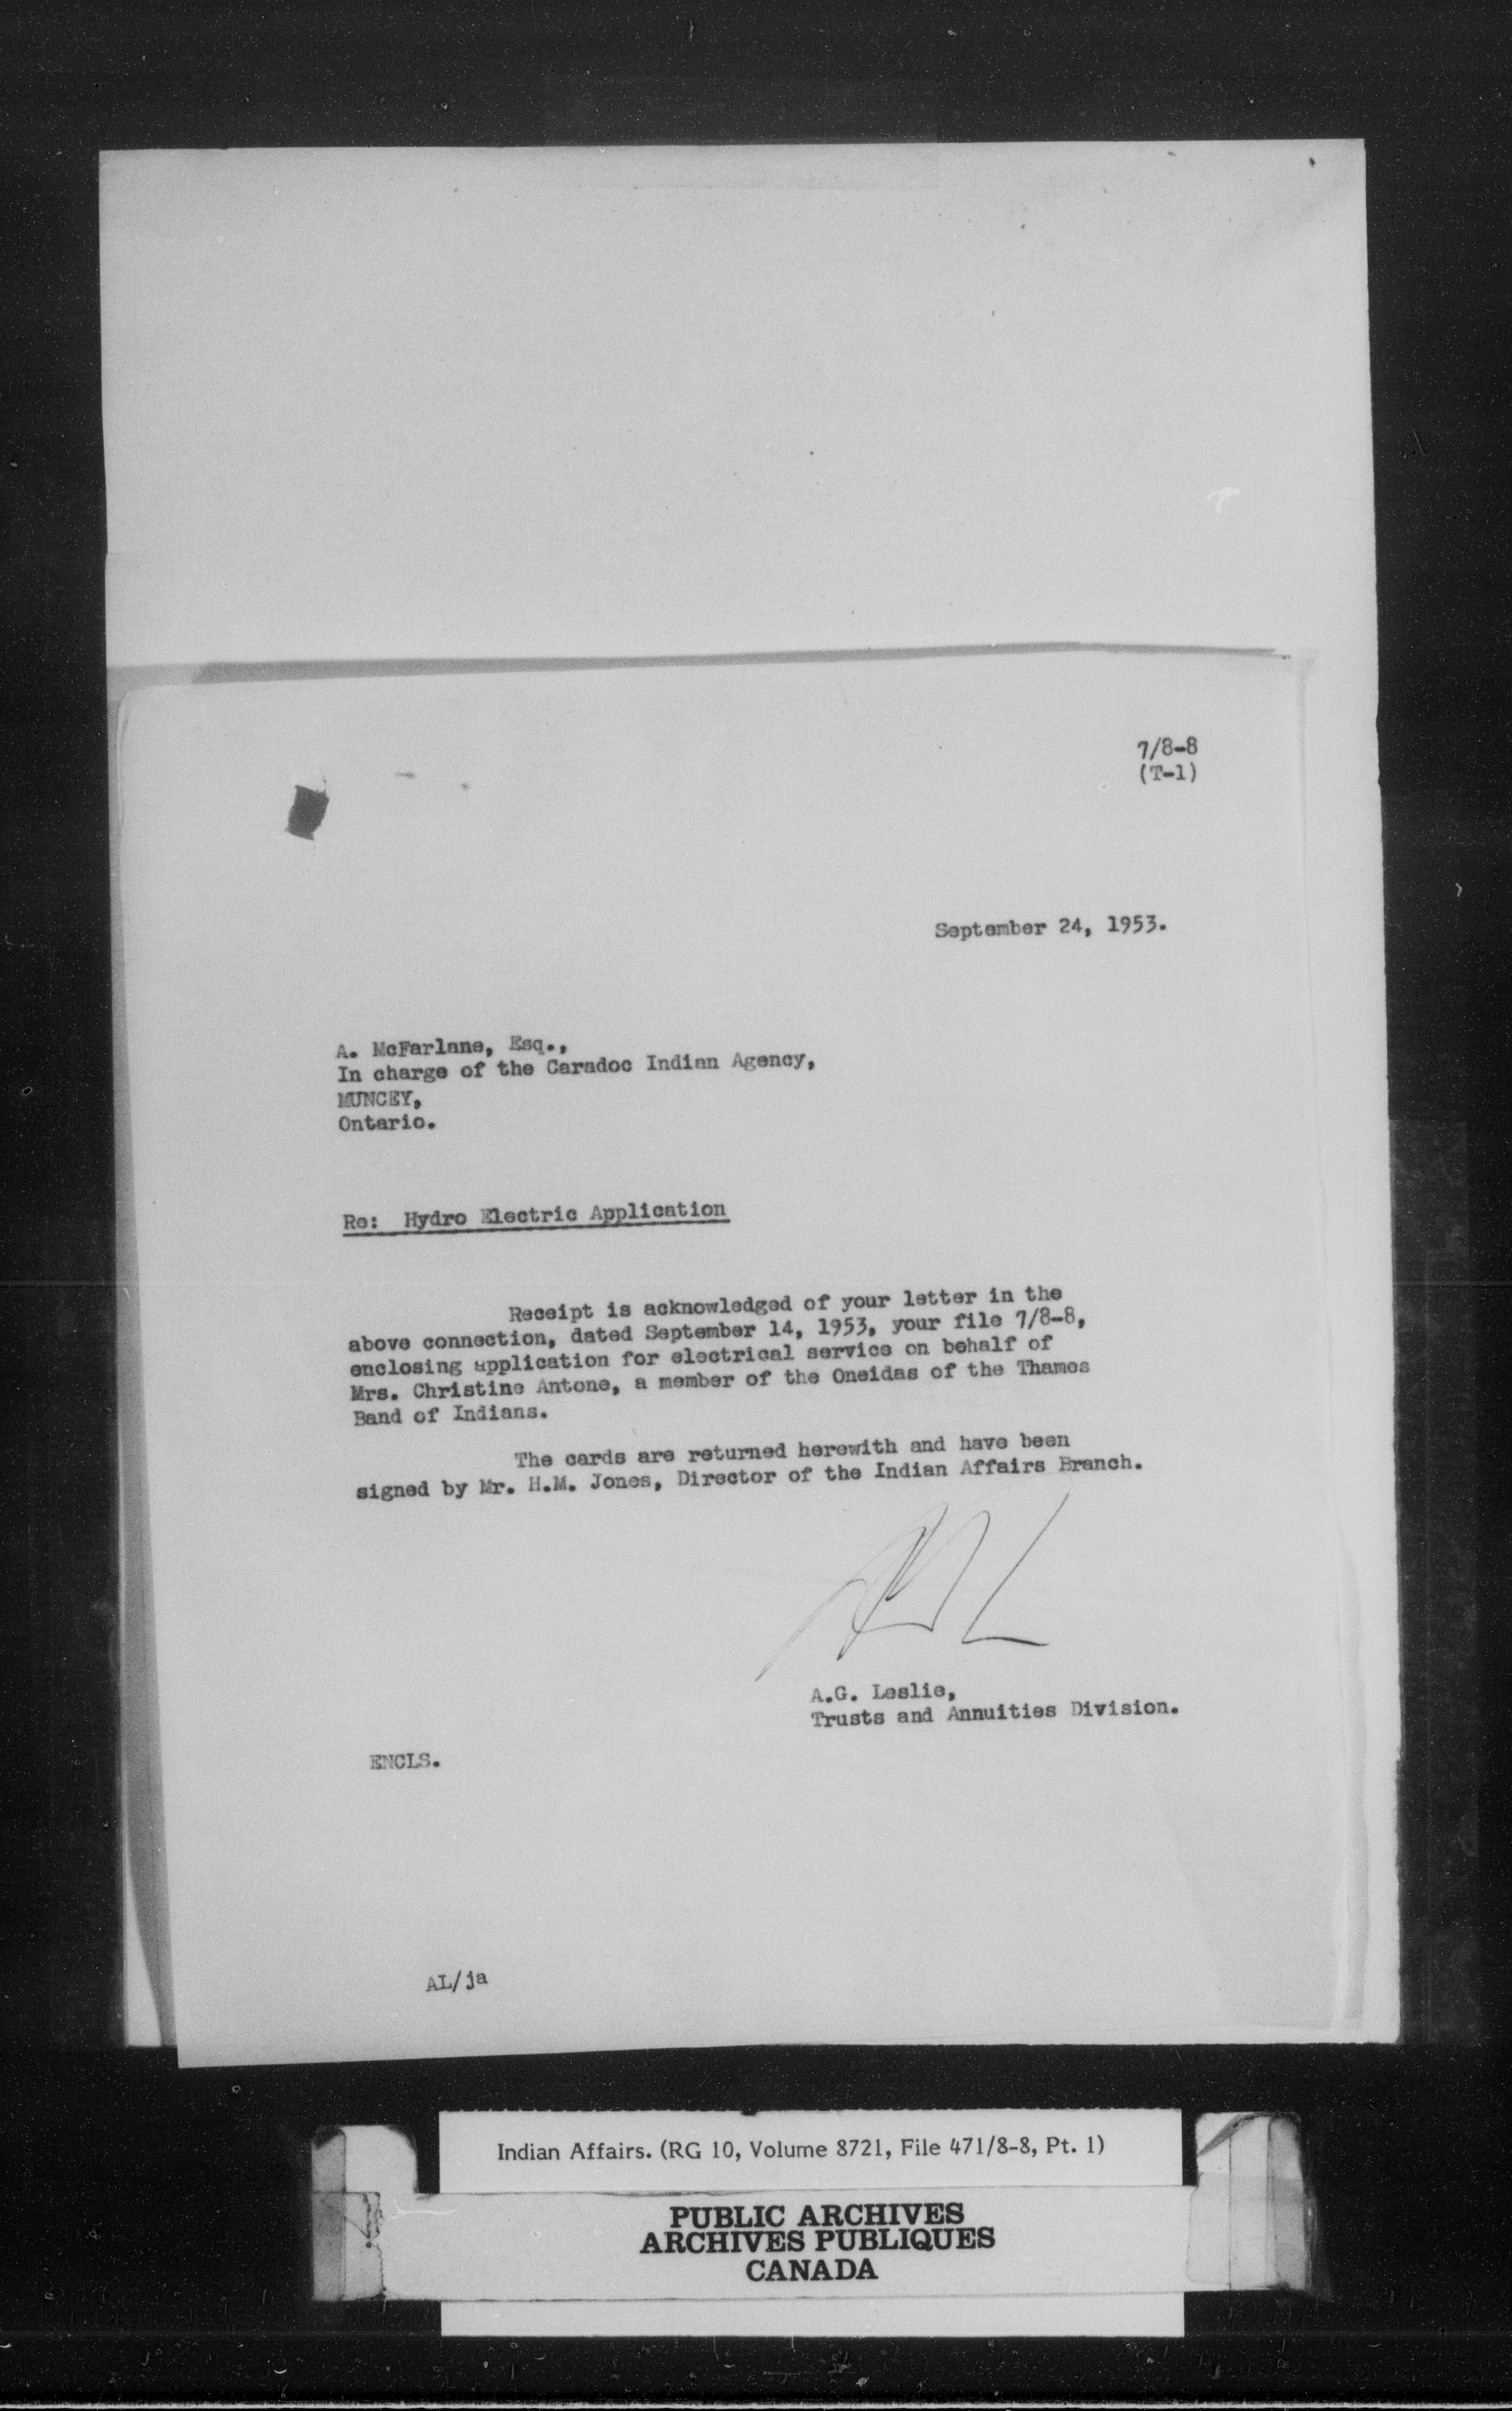 7/8-8
(T-1)
September 24, 1953.
A. McFarlane, Esq.,
In charge of the Caradoc Indian Agency,
MUNCEY,
Ontario.
Re: Hydro Electric Application
Receipt is acknowledged of your letter in the
above connection, dated September 14, 1953, your file 7/8-8,
enclosing application for electrical service on behalf of
Mrs. Christine Antone, a member of the Oneidas of the Thames
Band of Indians.
The cards are returned herewith and have been
signed by Mr. H.M. Jones, Director of the Indian Affairs Branch.
AL
A.G. Leslie,
Trusts and Annuities Division.
ENCLS.
AL/ja
Indian Affairs. (RG 10, Volume 8721, File 471/8-8, Pt. 1)
PUBLIC ARCHIVES
ARCHIVES PUBLIQUES
CANADA